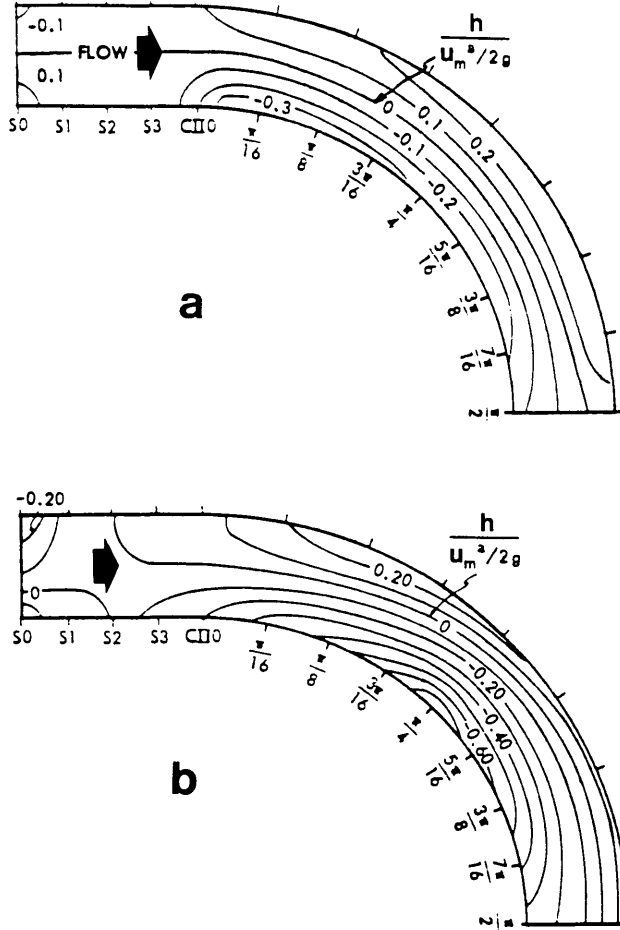 -0.1
h
u_m²/2g
FLOW
0.1
0.1
0.2
0
-0.1
-0.2
-0.3
S0 S1 S2 S3 CII0
π/16
π/8
3π/16
π/4
5π/16
3π/8
7π/16
π/2
a
-0.20
h
u_m²/2g
0.20
0
0
-0.20
-0.40
-0.60
S0 S1 S2 S3 CII0
π/16
π/8
3π/16
π/4
5π/16
3π/8
7π/16
π/2
b